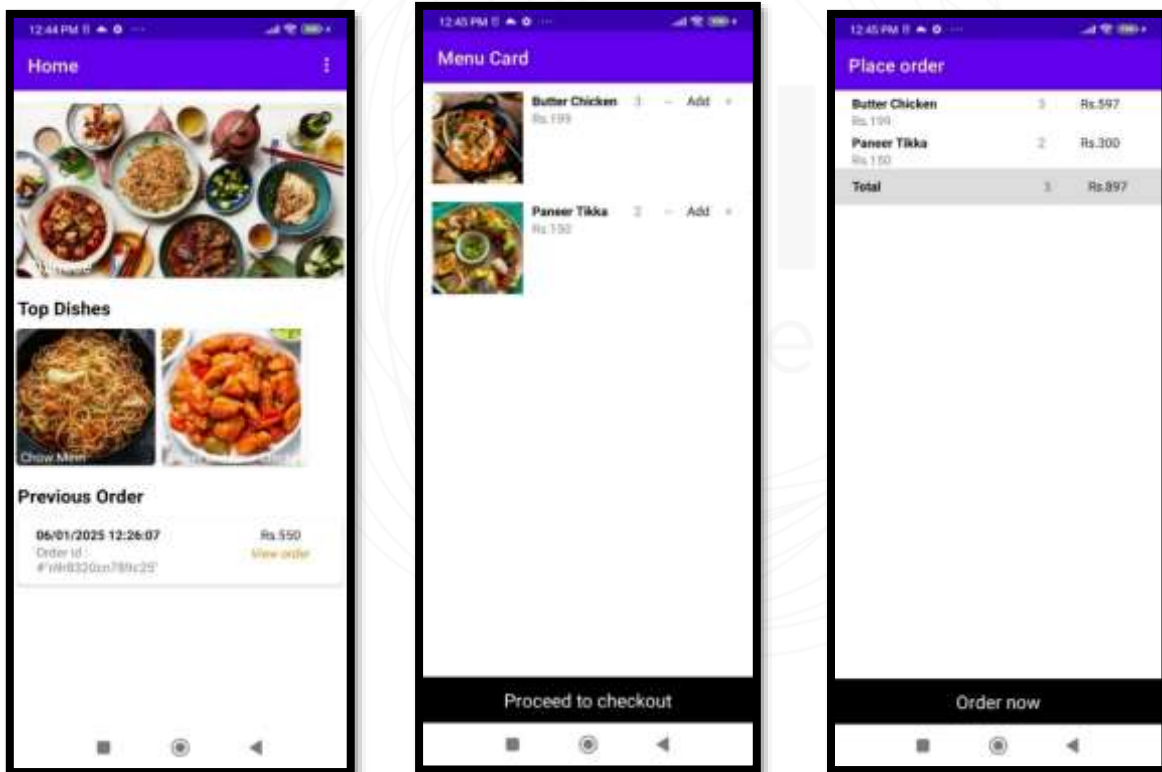 12:44 PM
Home
Top Dishes
Chow Mein
Previous Order
06/01/2025 12:26:07 Rs.550
Order id : View order
12:45 PM
Menu Card
Butter Chicken 3 - Add +
Rs.199
Paneer Tikka 2 - Add +
Rs.150
Proceed to checkout
12:45 PM
Place order
Butter Chicken 3 Rs.597
Rs.199
Paneer Tikka 2 Rs.300
Rs.150
Total Rs.897
Order now
e